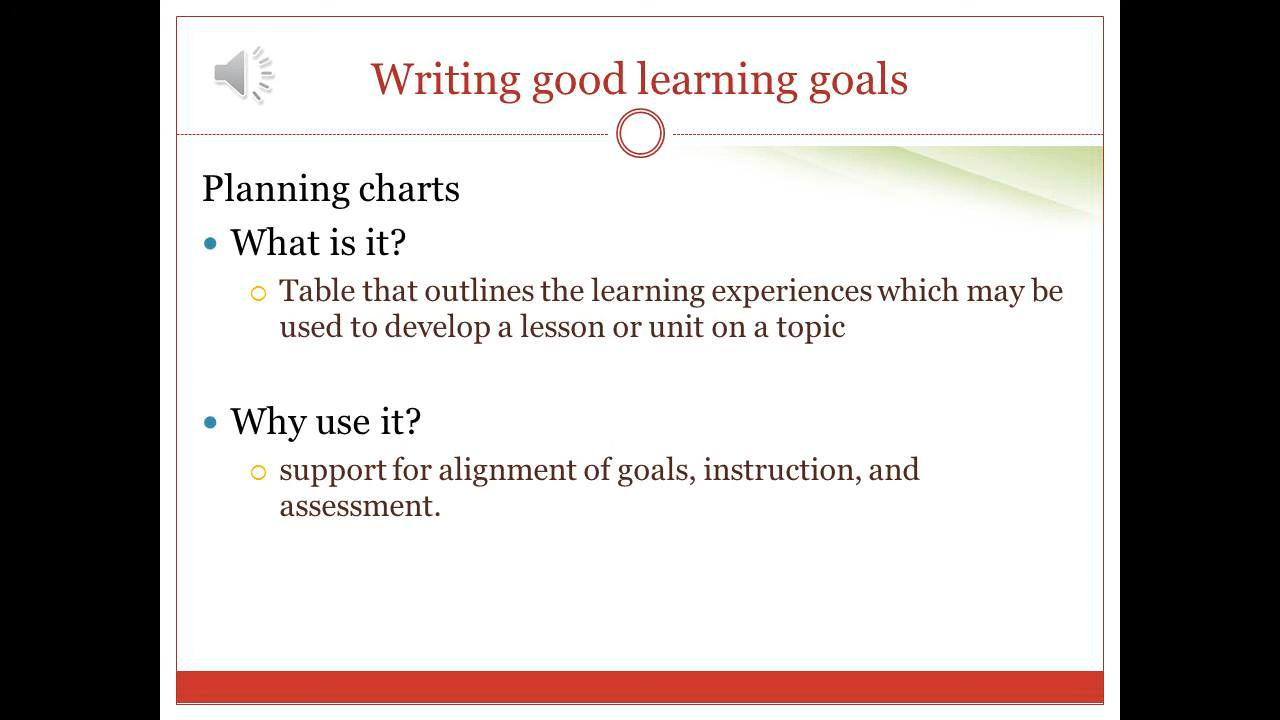 Writing good learning goals
Planning charts
What is it?
Table that outlines the learning experiences which may be
used to develop a lesson or unit on a topic
Why use it?
support for alignment of goals, instruction, and
assessment.